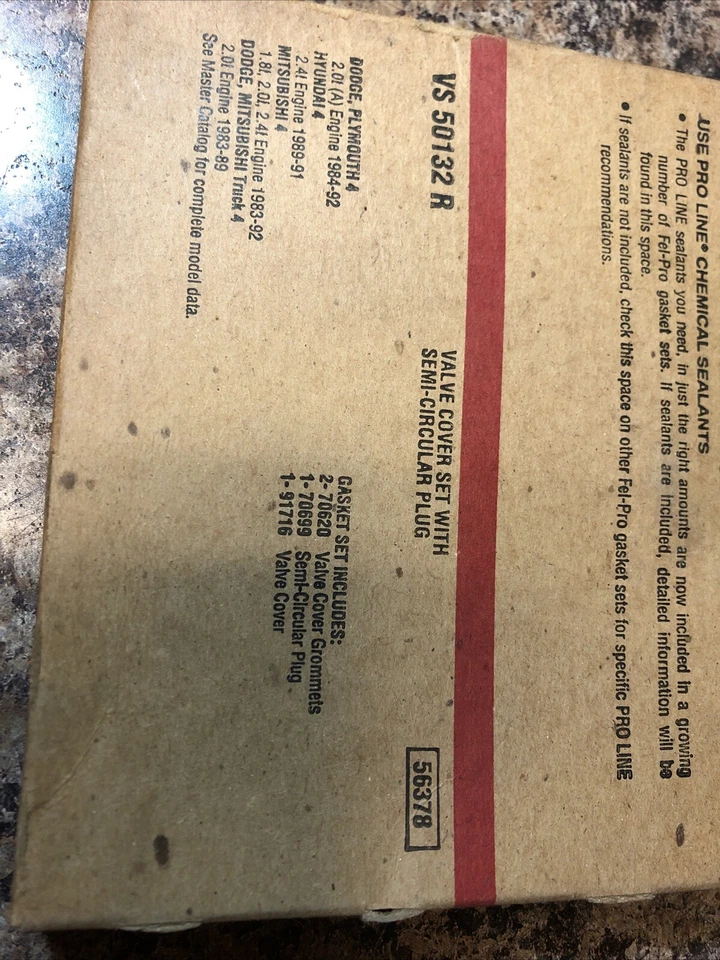 USE PRO LINE® CHEMICAL SEALANTS
• The PRO LINE sealants you need, in just the right amounts are now included in a growing
number of Fel-Pro gasket sets. If sealants are included, detailed information will be
found in this space.
• If sealants are not included, check this space on other Fel-Pro gasket sets for specific PRO LINE
recommendations.
VS 50132 R
VALVE COVER SET WITH
SEMI-CIRCULAR PLUG
56378
DODGE, PLYMOUTH 4
2.0i (A) Engine 1984-92
HYUNDAI 4
2.4i Engine 1989-91
MITSUBISHI 4
1.8i, 2.0i, 2.4i Engine 1983-92
DODGE, MITSUBISHI Truck 4
2.0i Engine 1983-89
See Master Catalog for complete model data.
GASKET SET INCLUDES:
2- 70620 Valve Cover Grommets
1- 70699 Semi-Circular Plug
1- 91716 Valve Cover